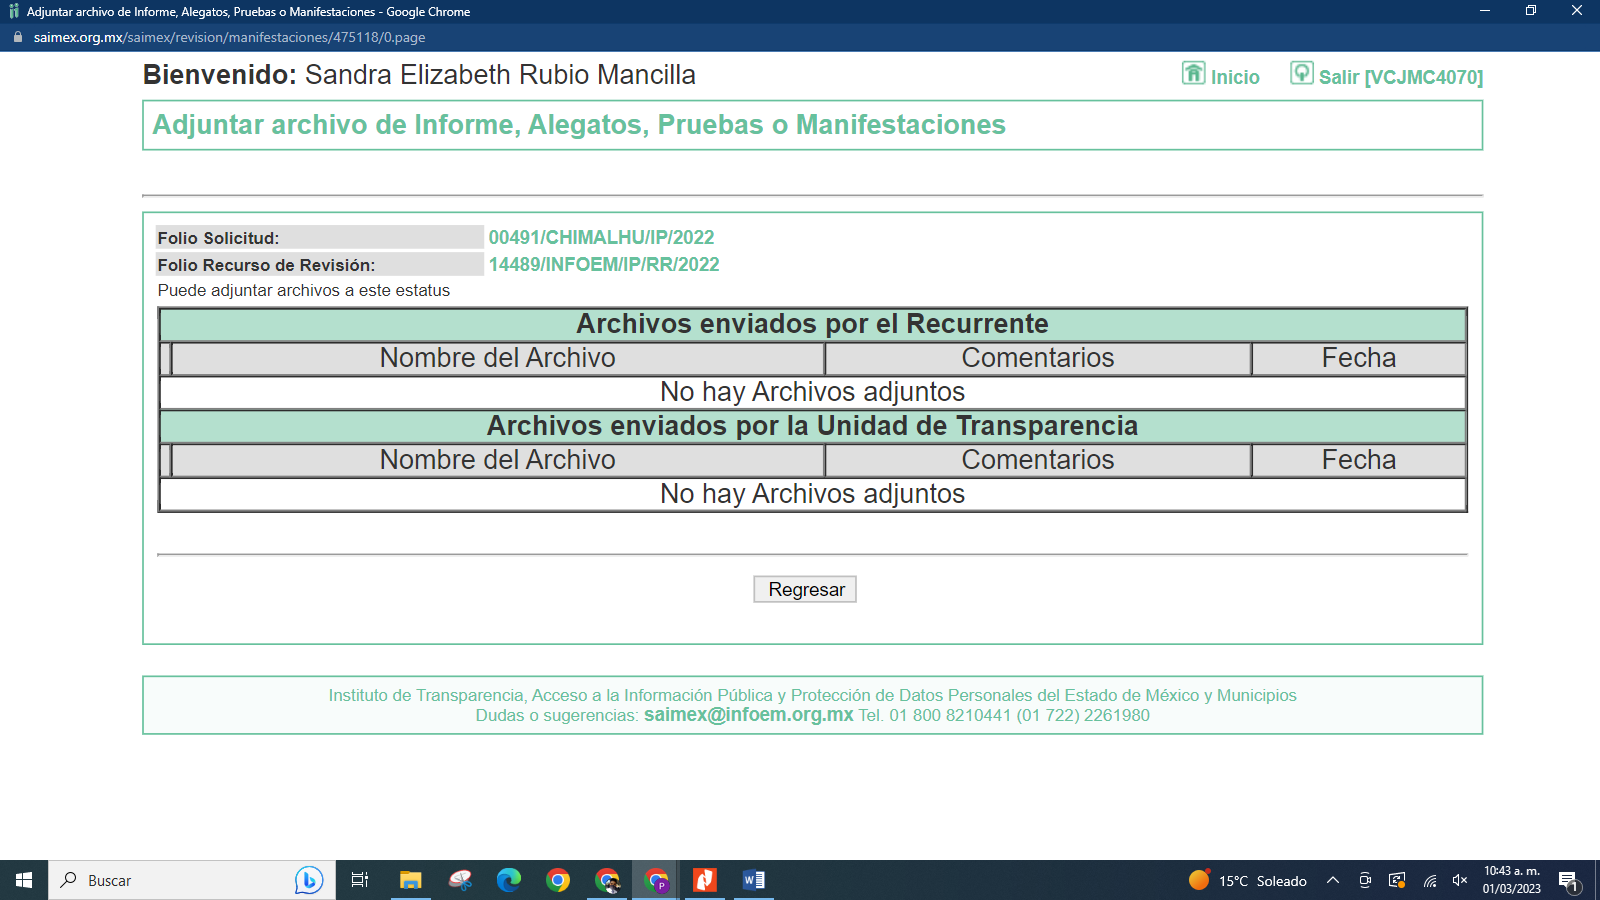 Adjuntar archivo de Informe, Alegatos, Pruebas o Manifestaciones - Google Chrome
saimex.org.mx/saimex/revision/manifestaciones/475118/0.page
Bienvenido: Sandra Elizabeth Rubio Mancilla
Inicio
Salir [VCJMC4070]
Adjuntar archivo de Informe, Alegatos, Pruebas o Manifestaciones
Folio Solicitud: 00491/CHIMALHU/IP/2022
Folio Recurso de Revisión: 14489/INFOEM/IP/RR/2022
Puede adjuntar archivos a este estatus
Archivos enviados por el Recurrente
Nombre del Archivo Comentarios Fecha
No hay Archivos adjuntos
Archivos enviados por la Unidad de Transparencia
Nombre del Archivo Comentarios Fecha
No hay Archivos adjuntos
Regresar
Instituto de Transparencia, Acceso a la Información Pública y Protección de Datos Personales del Estado de México y Municipios
Dudas o sugerencias: saimex@infoem.org.mx Tel. 01 800 8210441 (01 722) 2261980
Buscar
15°C Soleado
10:43 a. m.
01/03/2023
1